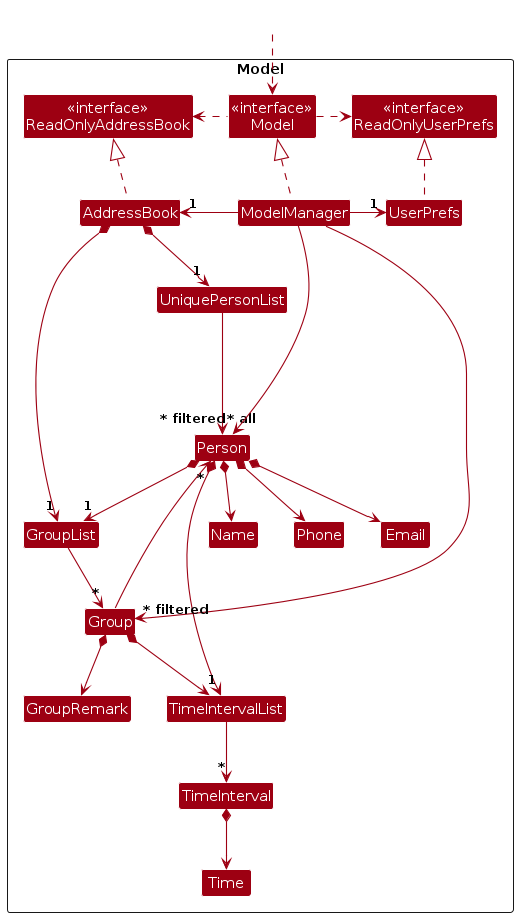 Model
«interface»
ReadOnlyAddressBook
«interface»
Model
«interface»
ReadOnlyUserPrefs
AddressBook
1
ModelManager
1
UserPrefs
1
UniquePersonList
* filtered
* all
Person
*
1
1
GroupList
Name
Phone
Email
*
* filtered
Group
1
GroupRemark
TimeIntervalList
*
TimeInterval
Time